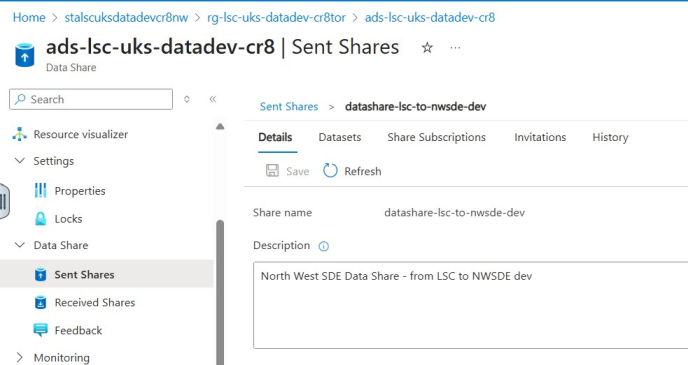 Home > stalscuksdatadevcr8nw > rg-lsc-uks-datadev-cr8tor > ads-lsc-uks-datadev-cr8
ads-lsc-uks-datadev-cr8 | Sent Shares
Data Share
Search
Resource visualizer
Settings
Properties
Locks
Data Share
Sent Shares
Received Shares
Feedback
Monitoring
Sent Shares > datashare-lsc-to-nwsde-dev
Details Datasets Share Subscriptions Invitations History
Save Refresh
Share name datashare-lsc-to-nwsde-dev
Description
North West SDE Data Share - from LSC to NWSDE dev